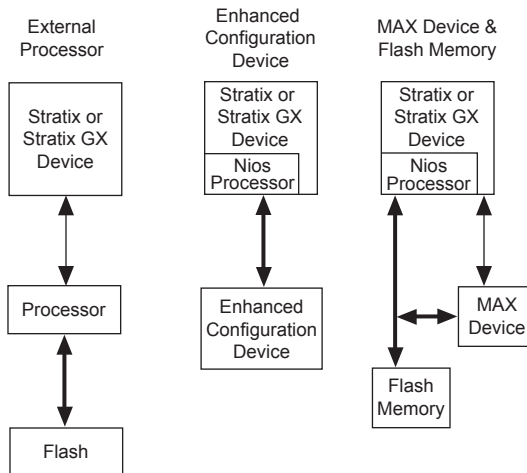 External
Processor
Stratix or
Stratix GX
Device
Processor
Flash
Enhanced
Configuration
Device
Stratix or
Stratix GX
Device
Nios
Processor
Enhanced
Configuration
Device
MAX Device &
Flash Memory
Stratix or
Stratix GX
Device
Nios
Processor
MAX
Device
Flash
Memory